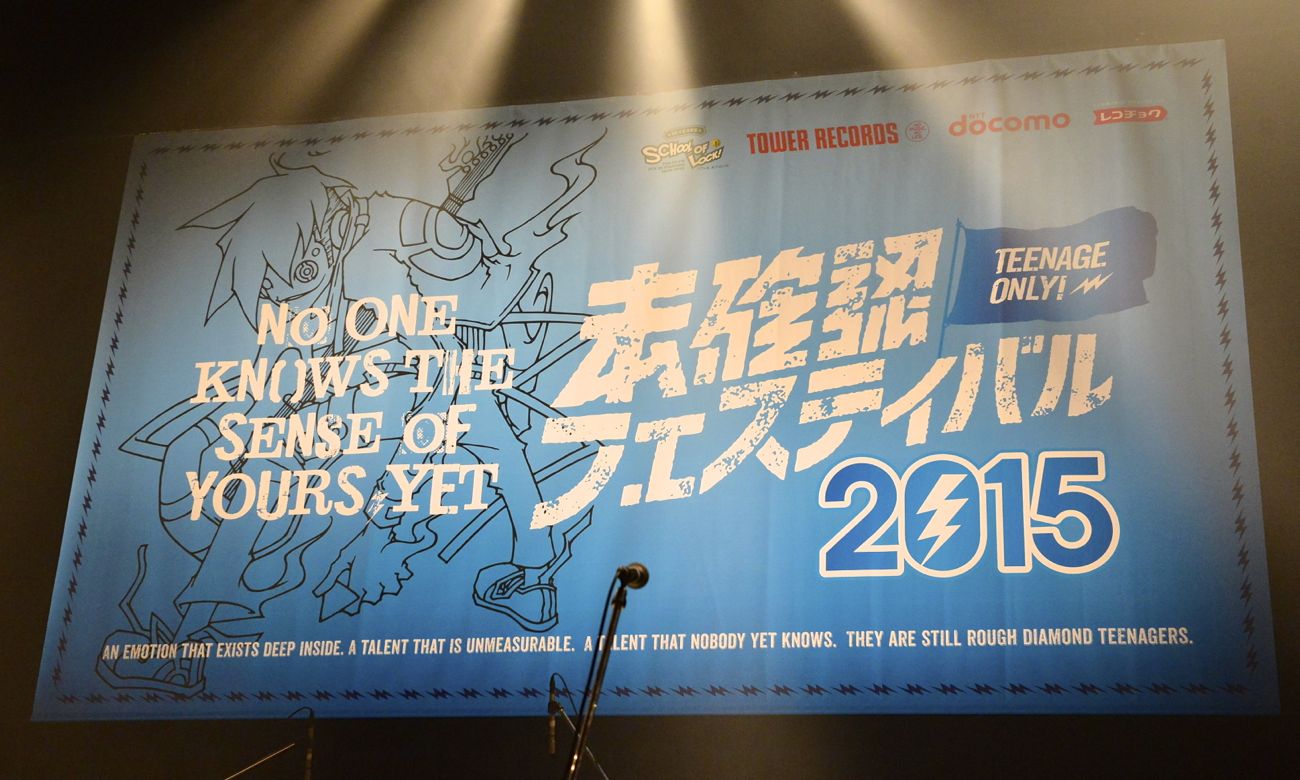 SCHOOL OF LOCK!
TOWER RECORDS
NTT
docomo
レコチョク
TEENAGE
ONLY!
未確認
フェスティバル
2015
NO ONE
KNOWS THE
SENSE OF
YOURS YET
AN EMOTION THAT EXISTS DEEP INSIDE. A TALENT THAT IS UNMEASURABLE. A TALENT THAT NOBODY YET KNOWS. THEY ARE STILL ROUGH DIAMOND TEENAGERS.